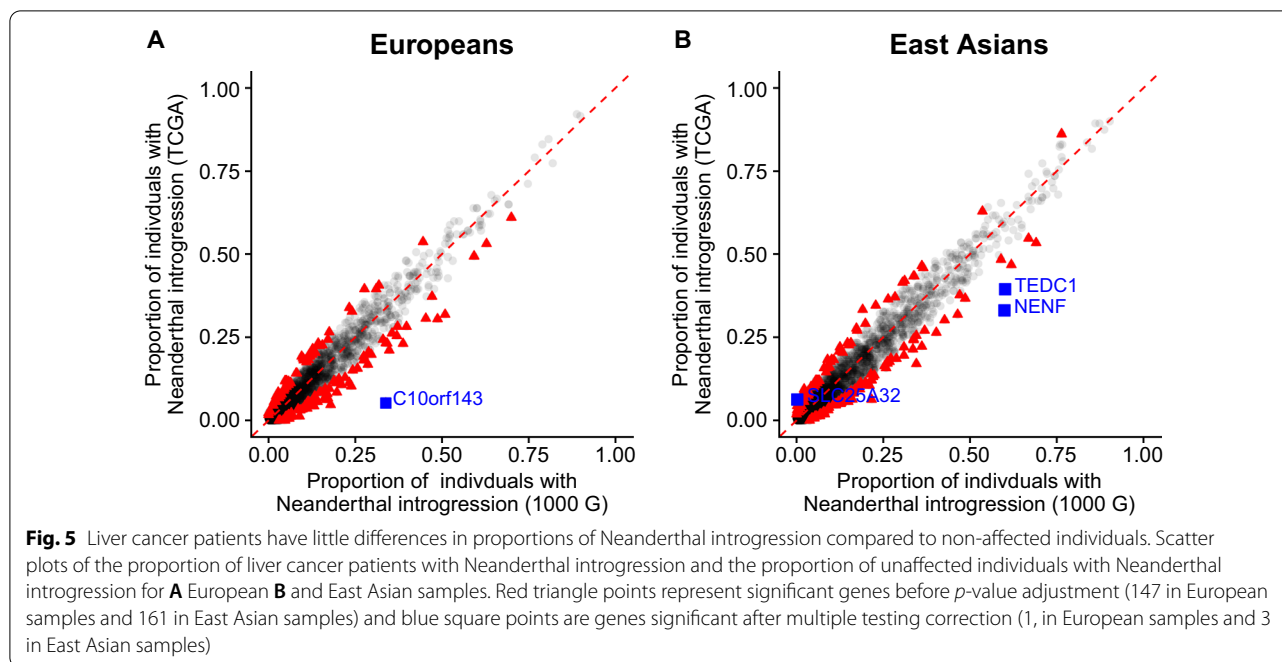 A
Europeans
Proportion of indivduals with
Neanderthal introgression (TCGA)
1.00
0.75
0.50
0.25
0.00
C10orf143
0.00
0.25
0.50
0.75
1.00
Proportion of indivduals with
Neanderthal introgression (1000 G)
B
East Asians
Proportion of indivduals with
Neanderthal introgression (TCGA)
1.00
0.75
0.50
0.25
0.00
TEDC1
NENF
SLC25A32
0.00
0.25
0.50
0.75
1.00
Proportion of indivduals with
Neanderthal introgression (1000 G)
Fig. 5 Liver cancer patients have little differences in proportions of Neanderthal introgression compared to non-affected individuals. Scatter
plots of the proportion of liver cancer patients with Neanderthal introgression and the proportion of unaffected individuals with Neanderthal
introgression for A European B and East Asian samples. Red triangle points represent significant genes before p-value adjustment (147 in European
samples and 161 in East Asian samples) and blue square points are genes significant after multiple testing correction (1, in European samples and 3
in East Asian samples)